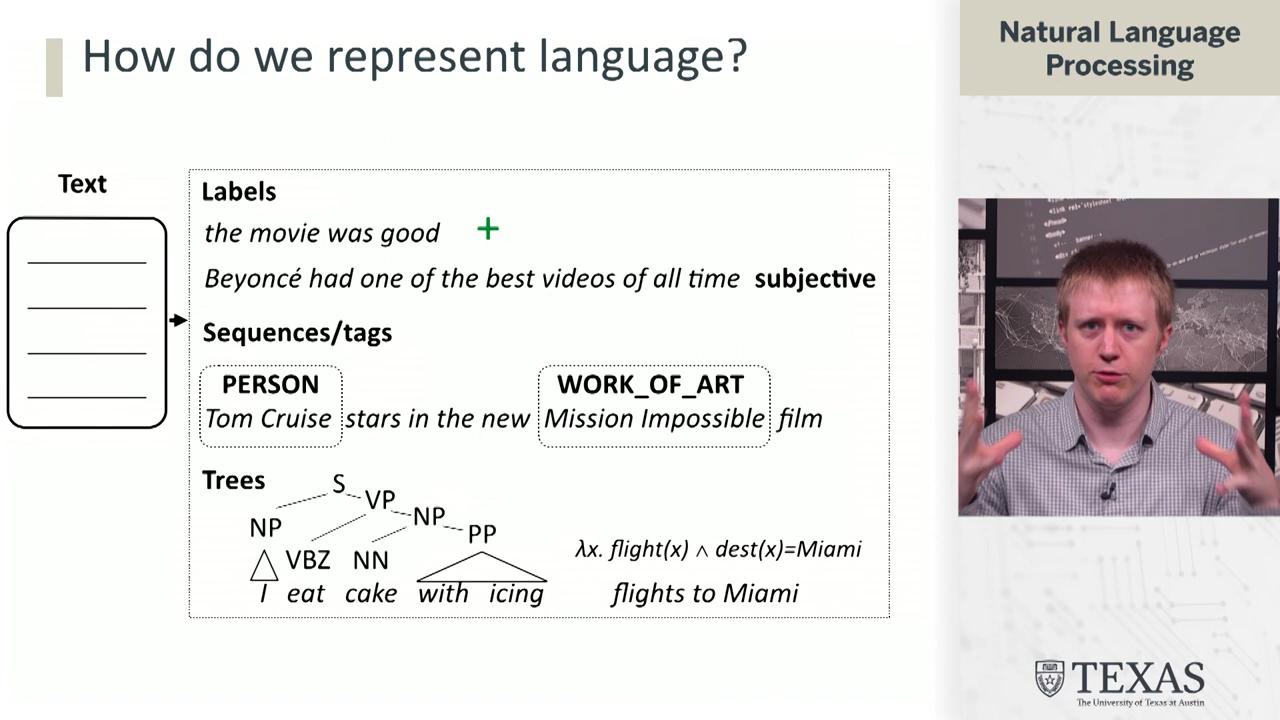 How do we represent language?
Natural Language
Processing
Text
Labels
the movie was good +
Beyoncé had one of the best videos of all time subjective
Sequences/tags
PERSON WORK_OF_ART
Tom Cruise stars in the new Mission Impossible film
Trees
S
VP
NP
NP
PP
VBZ NN
λx. flight(x) ∧ dest(x)=Miami
I eat cake with icing
flights to Miami
TEXAS
The University of Texas at Austin